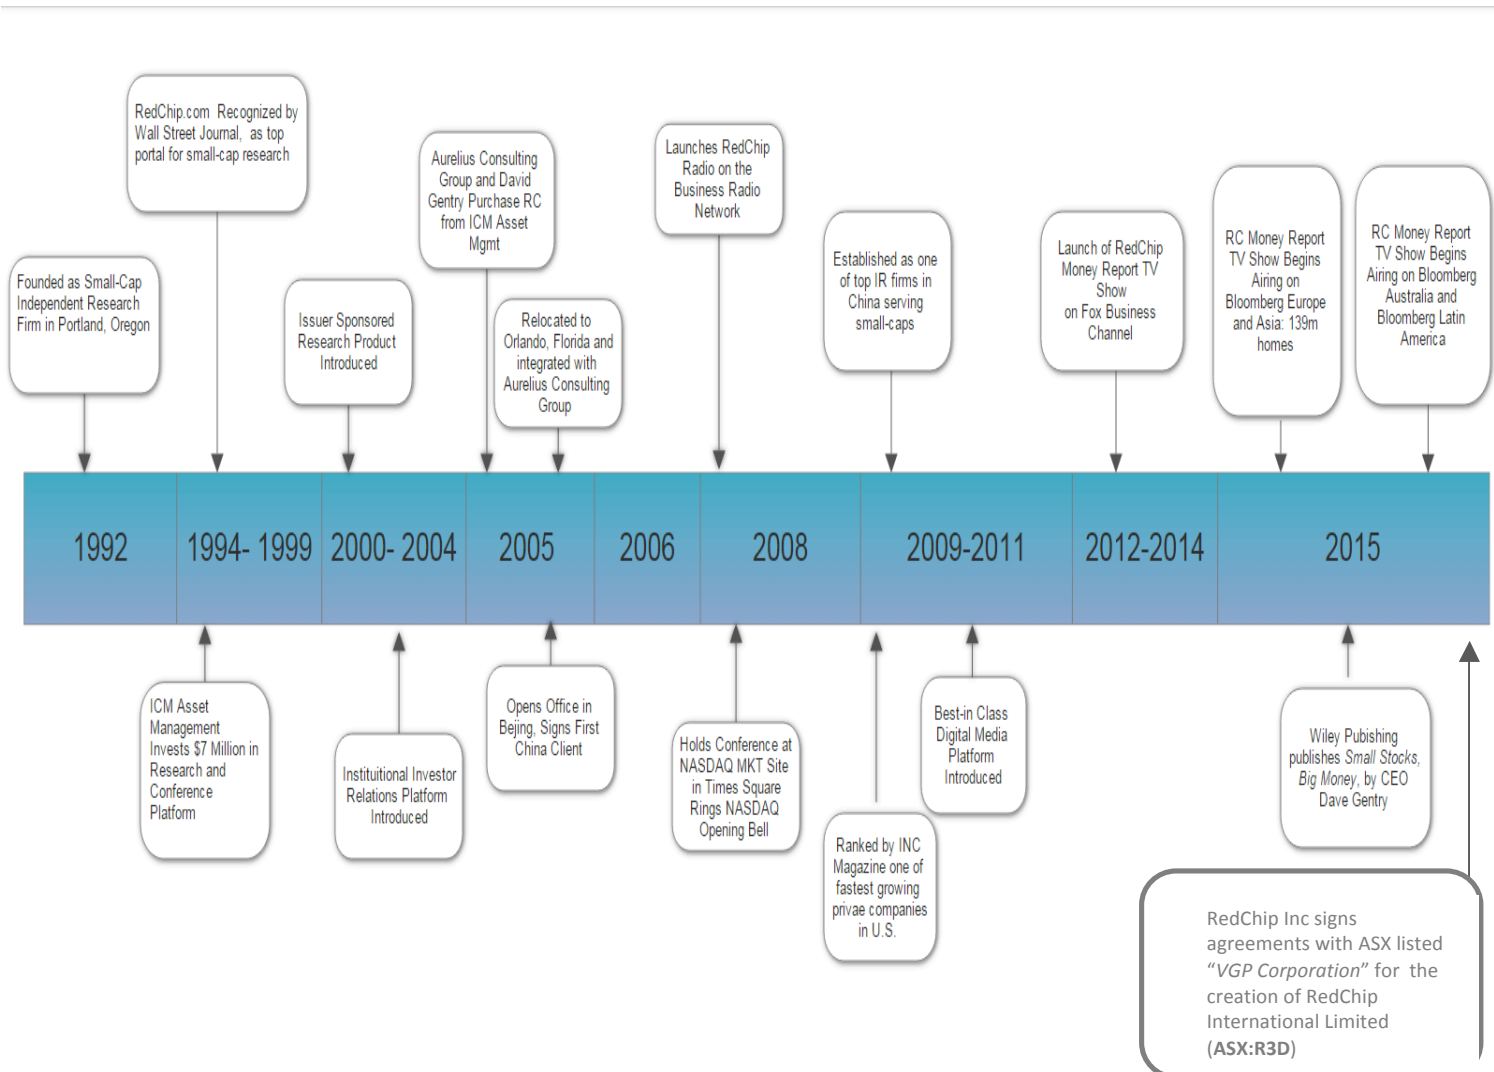 RedChip.com  Recognized by
Wall Street Journal,  as top
portal for small-cap research
Aurelius Consulting
Group and David
Gentry Purchase RC
from ICM Asset
Mgmt
Launches RedChip
Radio on the
Business Radio
Network
Founded as Small-Cap
Independent Research
Firm in Portland, Oregon
Issuer Sponsored
Research Product
Introduced
Relocated to
Orlando, Florida and
integrated with
Aurelius Consulting
Group
Established as one
of top IR firms in
China serving
small-caps
Launch of RedChip
Money Report TV
Show
on Fox Business
Channel
RC Money Report
TV Show Begins
Airing on
Bloomberg Europe
and Asia: 139m
homes
RC Money Report
TV Show Begins
Airing on Bloomberg
Australia and
Bloomberg Latin
America
1992
1994- 1999
2000- 2004
2005
2006
2008
2009-2011
2012-2014
2015
ICM Asset
Management
Invests $7 Million in
Research and
Conference
Platform
Instituitional Investor
Relations Platform
Introduced
Opens Office in
Bejing, Signs First
China Client
Holds Conference at
NASDAQ MKT Site
in Times Square
Rings NASDAQ
Opening Bell
Ranked by INC
Magazine one of
fastest growing
privae companies
in U.S.
Best-in Class
Digital Media
Platform
Introduced
Wiley Pubishing
publishes Small Stocks,
Big Money, by CEO
Dave Gentry
RedChip Inc signs
agreements with ASX listed
“VGP Corporation” for  the
creation of RedChip
International Limited
(ASX:R3D)